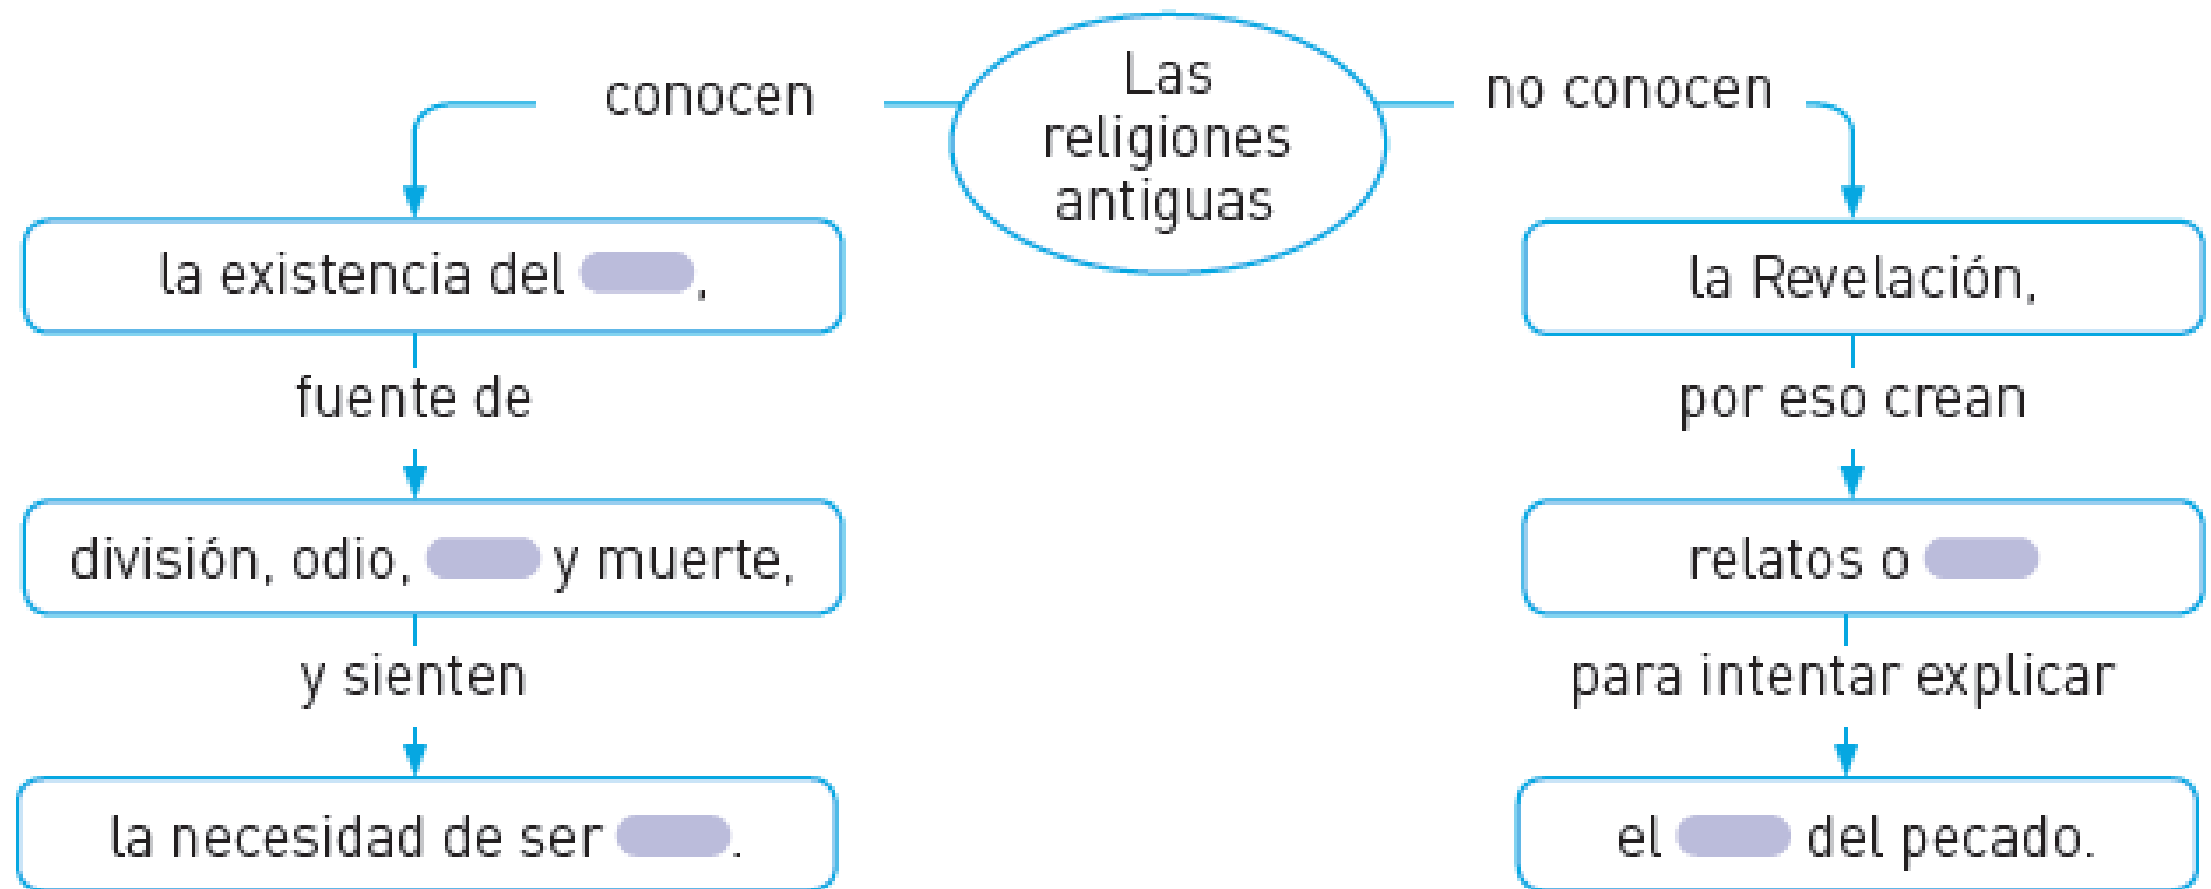 Las
religiones
antiguas
conocen
la existencia del ,
fuente de
división, odio, y muerte,
y sienten
la necesidad de ser .
no conocen
la Revelación,
por eso crean
relatos o
para intentar explicar
el del pecado.